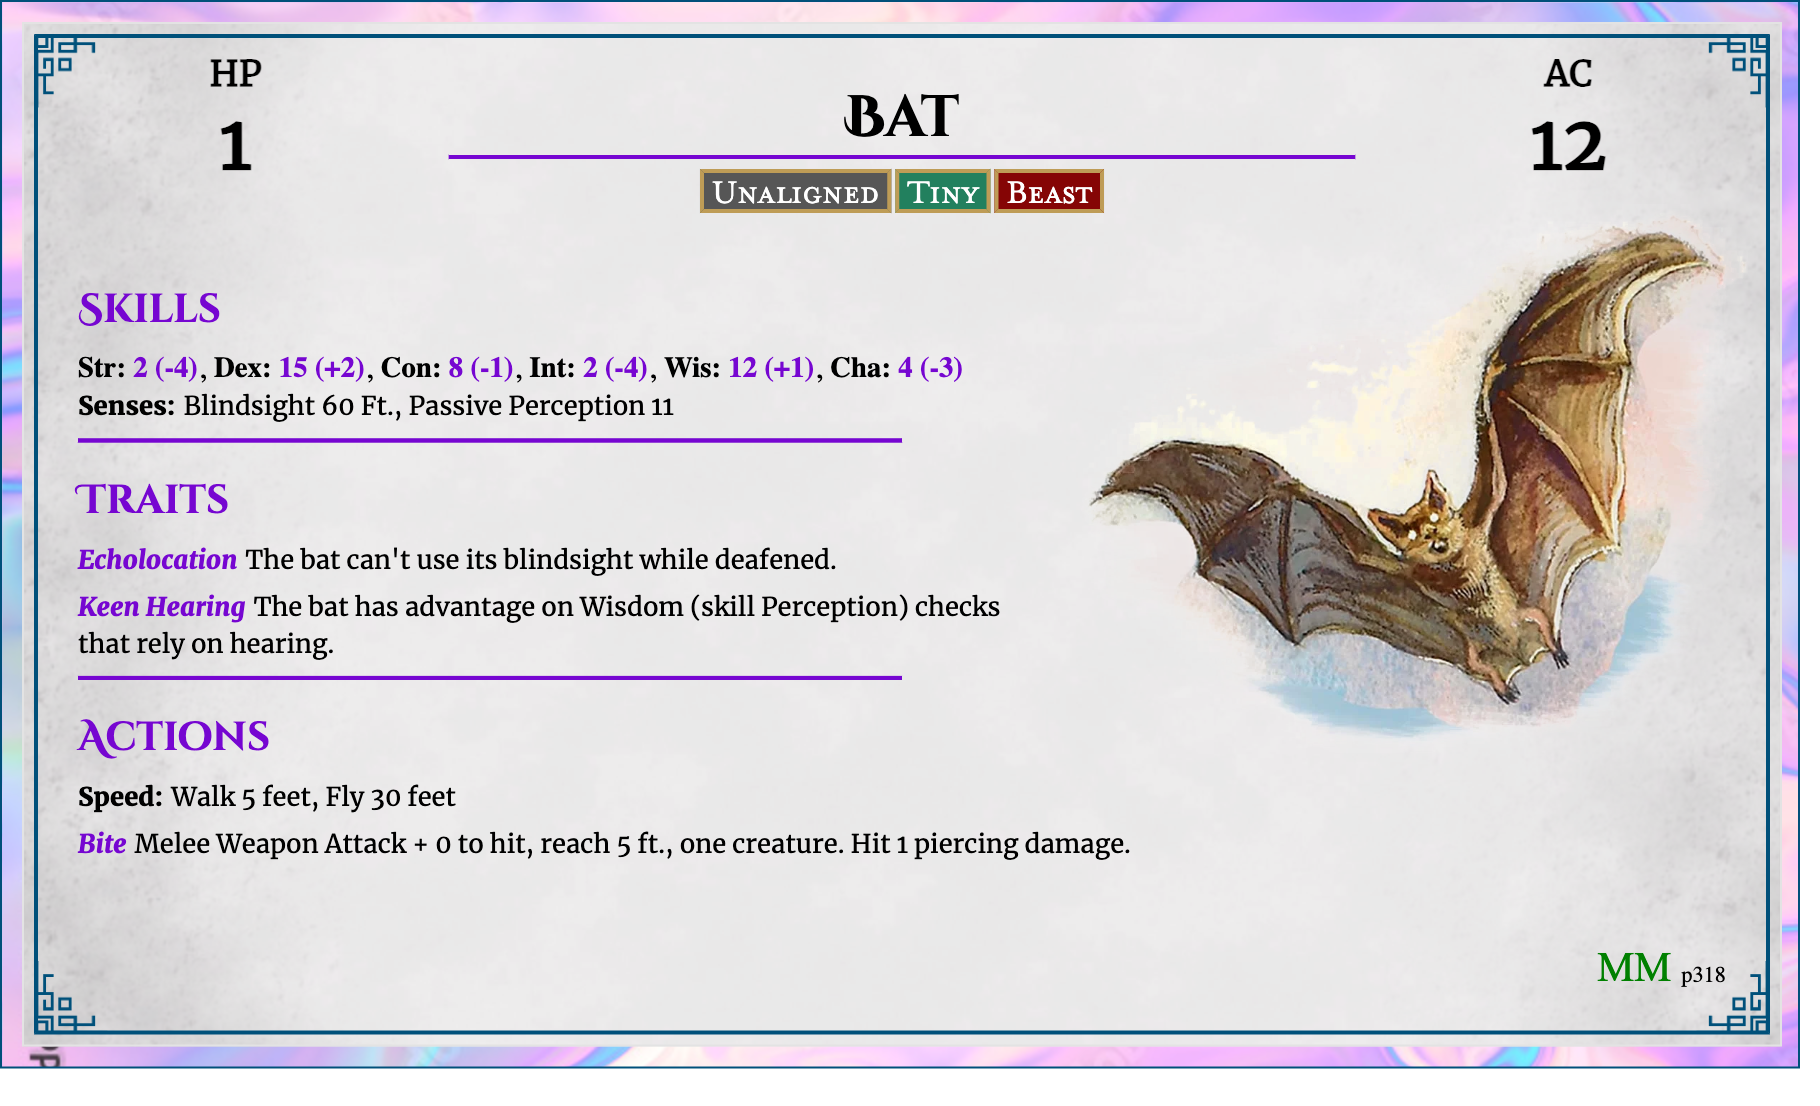 HP
1
BAT
AC
12
UNALIGNED TINY BEAST
SKILLS
Str: 2 (-4), Dex: 15 (+2), Con: 8 (-1), Int: 2 (-4), Wis: 12 (+1), Cha: 4 (-3)
Senses: Blindsight 60 Ft., Passive Perception 11
TRAITS
Echolocation The bat can't use its blindsight while deafened.
Keen Hearing The bat has advantage on Wisdom (skill Perception) checks
that rely on hearing.
ACTIONS
Speed: Walk 5 feet, Fly 30 feet
Bite Melee Weapon Attack + 0 to hit, reach 5 ft., one creature. Hit 1 piercing damage.
MM p318